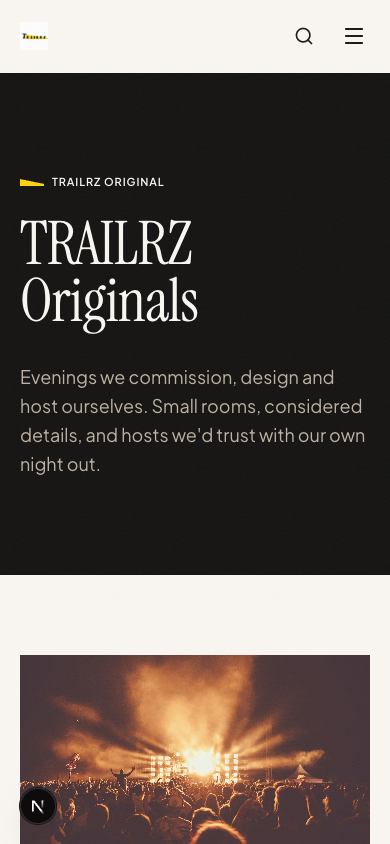 TRAILRZ
TRAILRZ ORIGINAL
TRAILRZ
Originals
Evenings we commission, design and
host ourselves. Small rooms, considered
details, and hosts we'd trust with our own
night out.
N